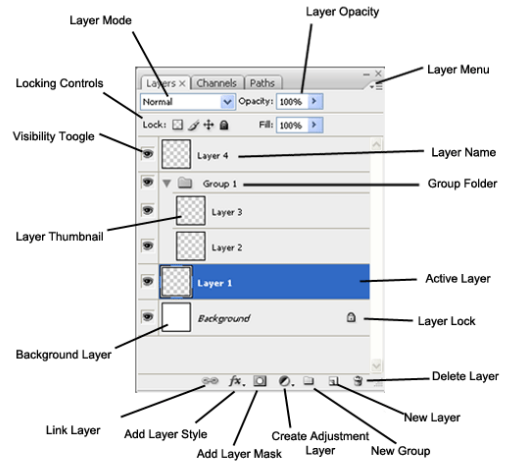 Layer Mode
Layer Opacity
Layer Menu
Layers × Channels Paths
Locking Controls
Normal Opacity: 100%
Lock: Fill: 100%
Visibility Toogle
Layer 4
Layer Name
Group 1
Group Folder
Layer 3
Layer Thumbnail
Layer 2
Layer 1
Active Layer
Background
Layer Lock
Background Layer
fx.
Delete Layer
Link Layer
Add Layer Style
Add Layer Mask
Create Adjustment
Layer
New Group
New Layer